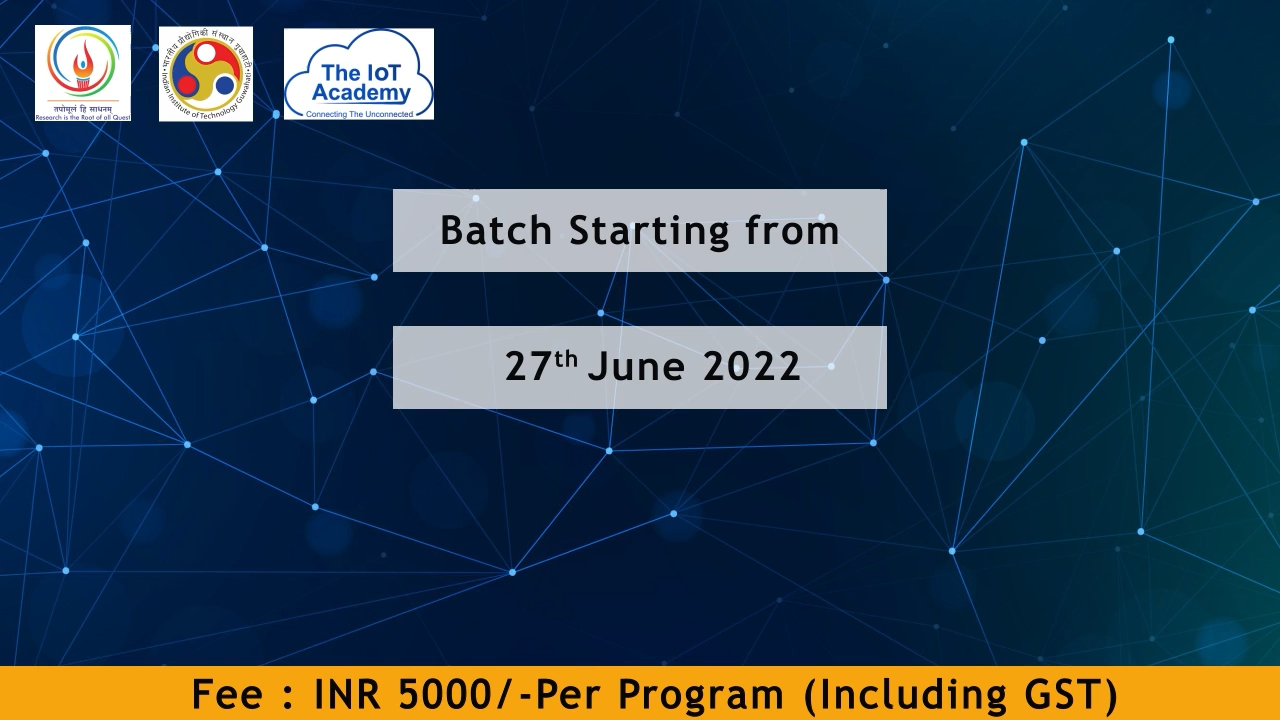 तपोमूलं हि साधनम्
Research is the Root of all Quest
भारतीय प्रौद्योगिकी संस्थान गुवाहाटी
Indian Institute of Technology Guwahati
The IoT
Academy
Connecting The Unconnected
Batch Starting from
27th June 2022
Fee : INR 5000/-Per Program (Including GST)